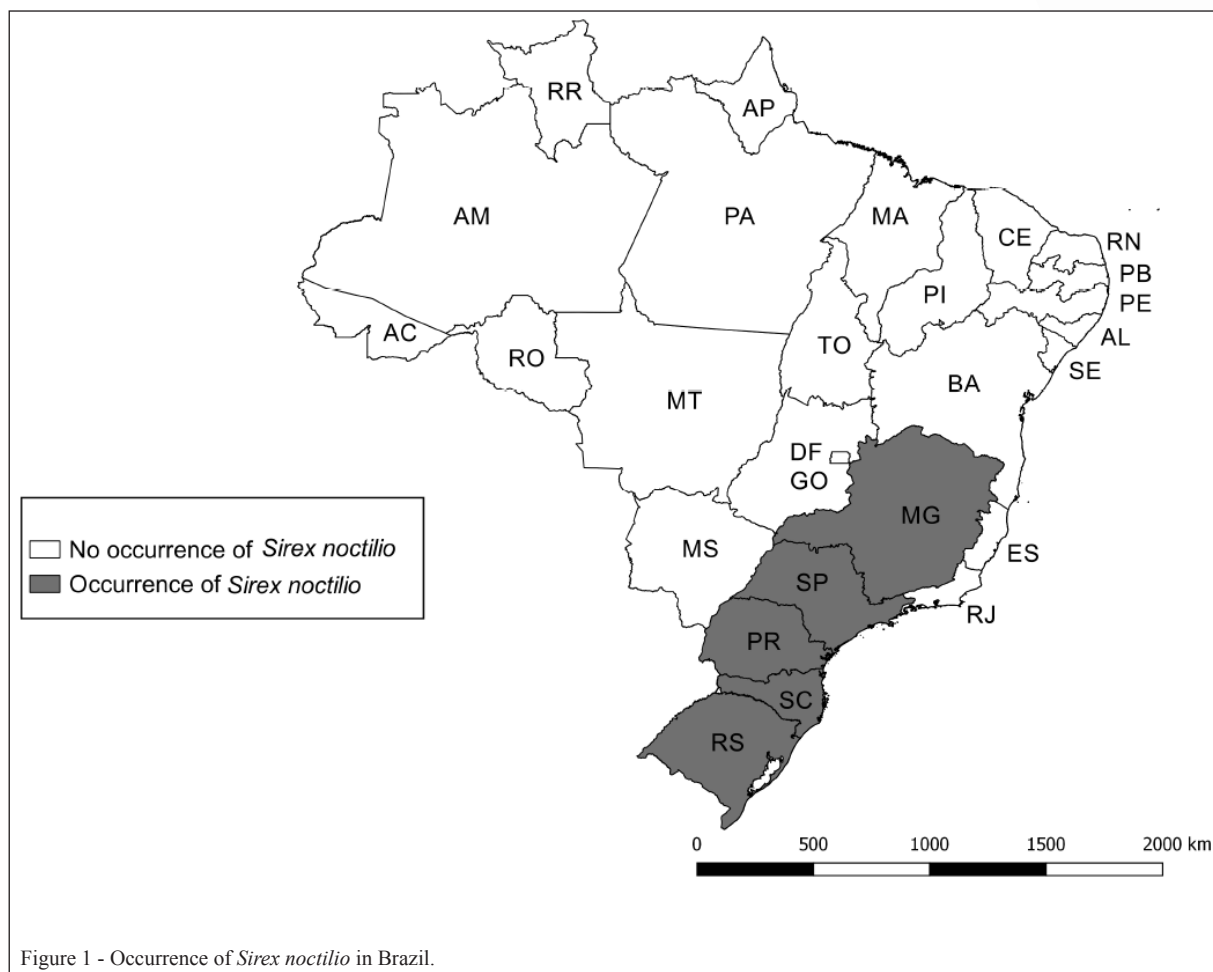 RR
AP
AM
PA
MA
CE
RN
PB
PI
PE
AC
TO
AL
RO
SE
BA
MT
DF
GO
MG
MS
ES
SP
RJ
PR
SC
RS
No occurrence of Sirex noctilio
Occurrence of Sirex noctilio
0 500 1000 1500 2000 km
Figure 1 - Occurrence of Sirex noctilio in Brazil.